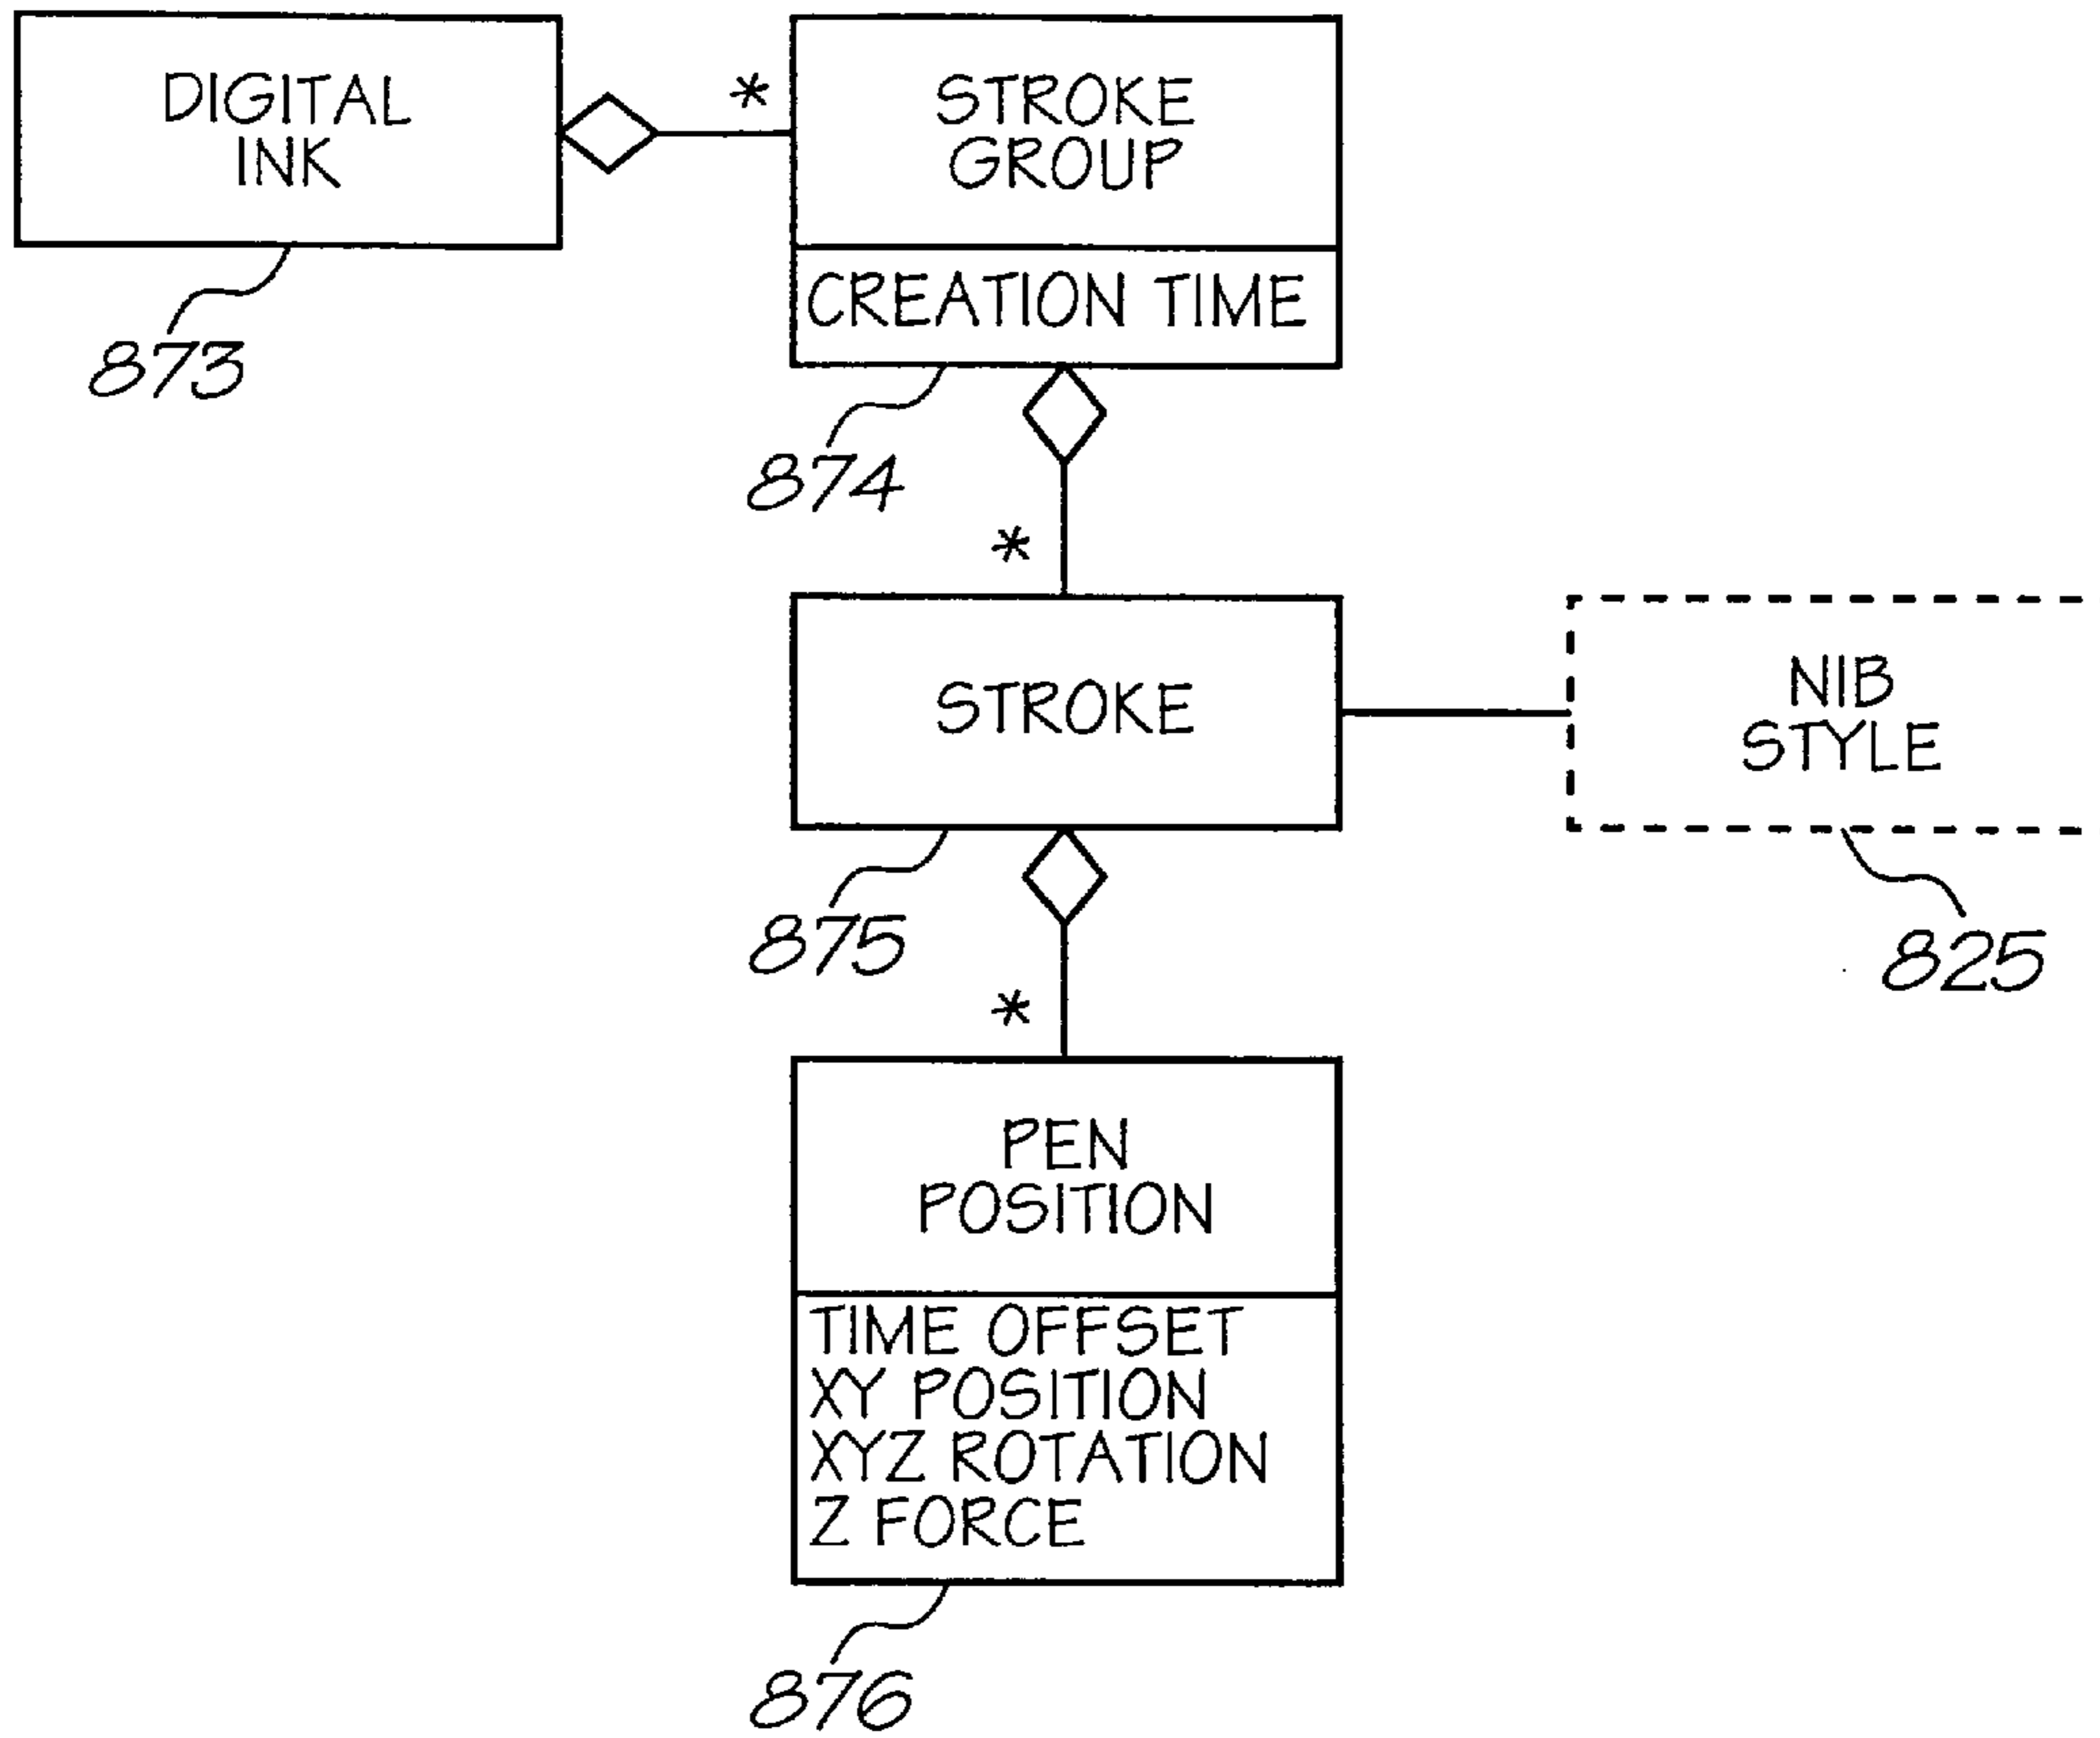 DIGITAL
INK
873
*
STROKE
GROUP
CREATION TIME
874
*
STROKE
875
NIB
STYLE
825
*
PEN
POSITION
TIME OFFSET
XY POSITION
XYZ ROTATION
Z FORCE
876